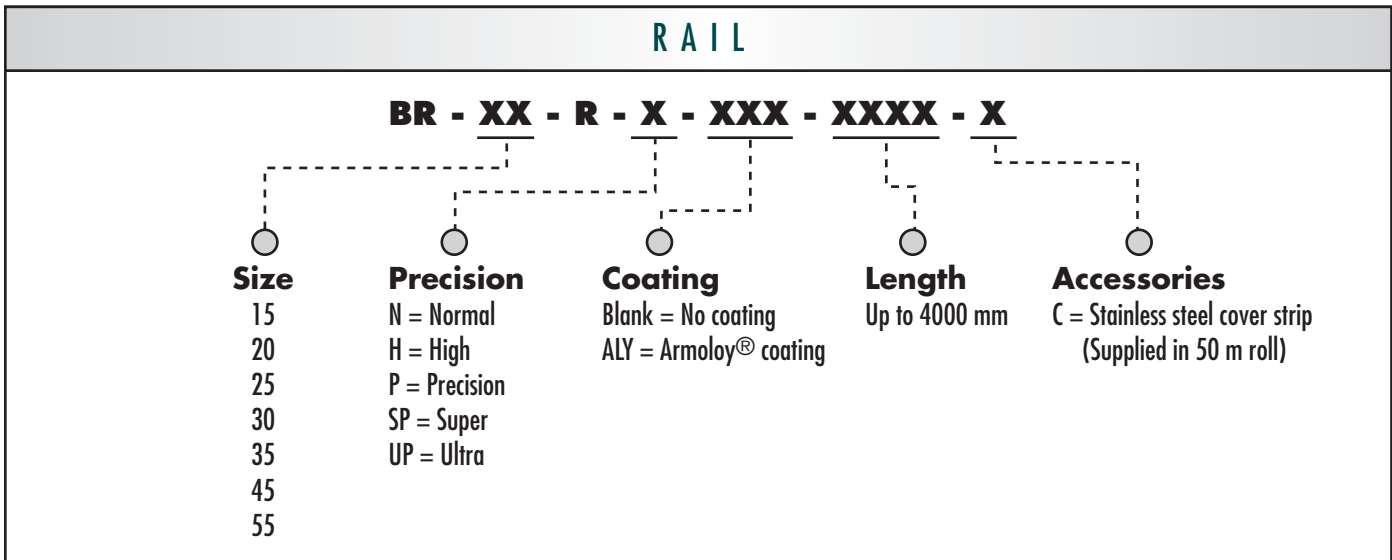 RAIL
BR - XX - R - X - XXX - XXXX - X
Size Precision Coating Length Accessories
15 N = Normal Blank = No coating Up to 4000 mm C = Stainless steel cover strip
20 H = High ALY = Armoloy® coating (Supplied in 50 m roll)
25 P = Precision
30 SP = Super
35 UP = Ultra
45
55